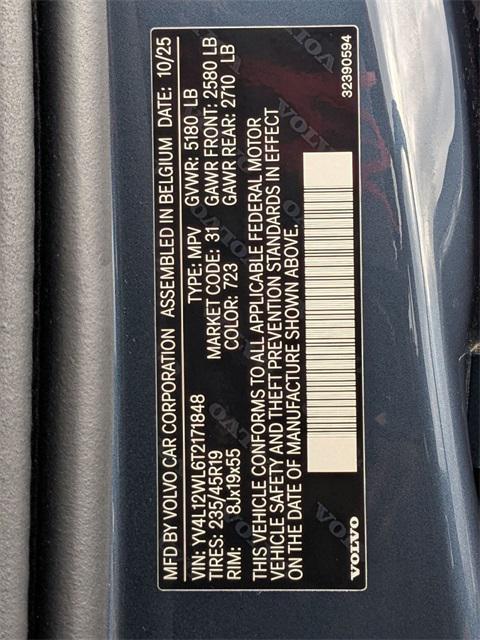 MFD BY VOLVO CAR CORPORATION ASSEMBLED IN BELGIUM DATE: 10/25
VIN: YV4L12WL6T2171848 TYPE: MPV GVWR: 5180 LB
TIRES: 235/45R19 MARKET CODE: 31 GAWR FRONT: 2580 LB
RIM: 8Jx19x55 COLOR: 723 GAWR REAR: 2710 LB
THIS VEHICLE CONFORMS TO ALL APPLICABLE FEDERAL MOTOR
VEHICLE SAFETY AND THEFT PREVENTION STANDARDS IN EFFECT
ON THE DATE OF MANUFACTURE SHOWN ABOVE.
VOLVO 32390594